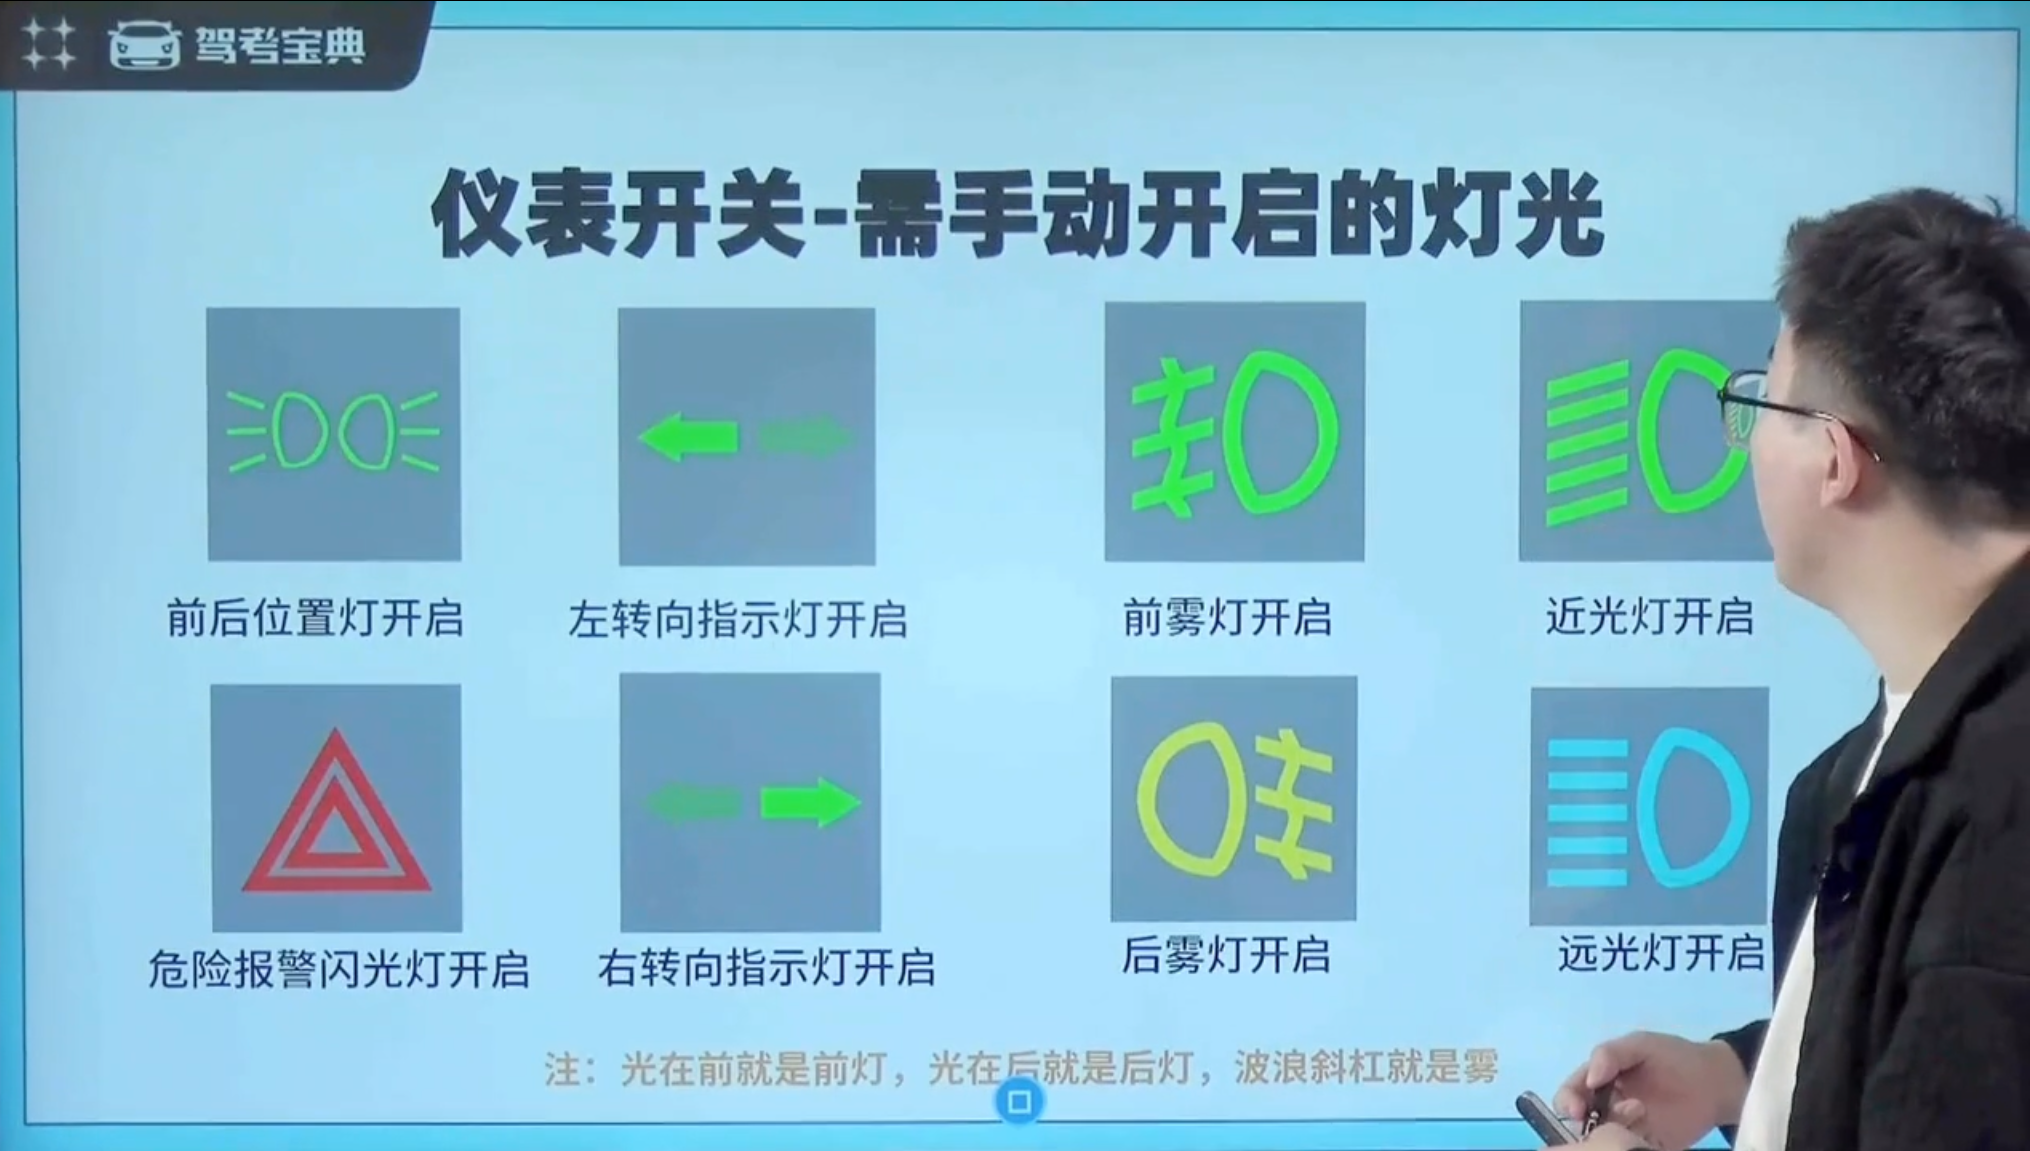 驾考宝典
仪表开关-需手动开启的灯光
前后位置灯开启
左转向指示灯开启
前雾灯开启
近光灯开启
危险报警闪光灯开启
右转向指示灯开启
后雾灯开启
远光灯开启
注：光在前就是前灯，光在后就是后灯，波浪斜杠就是雾